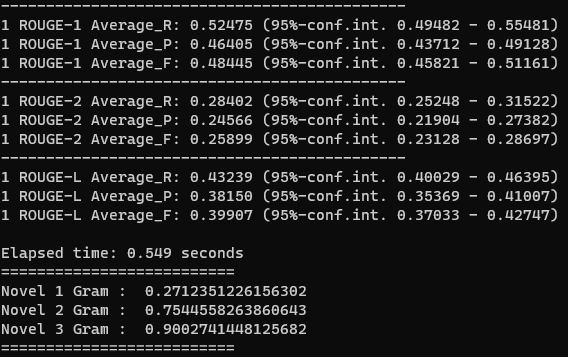 ---------------------------------------------
1 ROUGE-1 Average_R: 0.52475 (95%-conf.int. 0.49482 - 0.55481)
1 ROUGE-1 Average_P: 0.46405 (95%-conf.int. 0.43712 - 0.49128)
1 ROUGE-1 Average_F: 0.48445 (95%-conf.int. 0.45821 - 0.51161)
---------------------------------------------
1 ROUGE-2 Average_R: 0.28402 (95%-conf.int. 0.25248 - 0.31522)
1 ROUGE-2 Average_P: 0.24566 (95%-conf.int. 0.21904 - 0.27382)
1 ROUGE-2 Average_F: 0.25899 (95%-conf.int. 0.23128 - 0.28697)
---------------------------------------------
1 ROUGE-L Average_R: 0.43239 (95%-conf.int. 0.40029 - 0.46395)
1 ROUGE-L Average_P: 0.38150 (95%-conf.int. 0.35369 - 0.41007)
1 ROUGE-L Average_F: 0.39907 (95%-conf.int. 0.37033 - 0.42747)

Elapsed time: 0.549 seconds
==========================
Novel 1 Gram :  0.2712351226156302
Novel 2 Gram :  0.7544558263860643
Novel 3 Gram :  0.9002741448125682
==========================